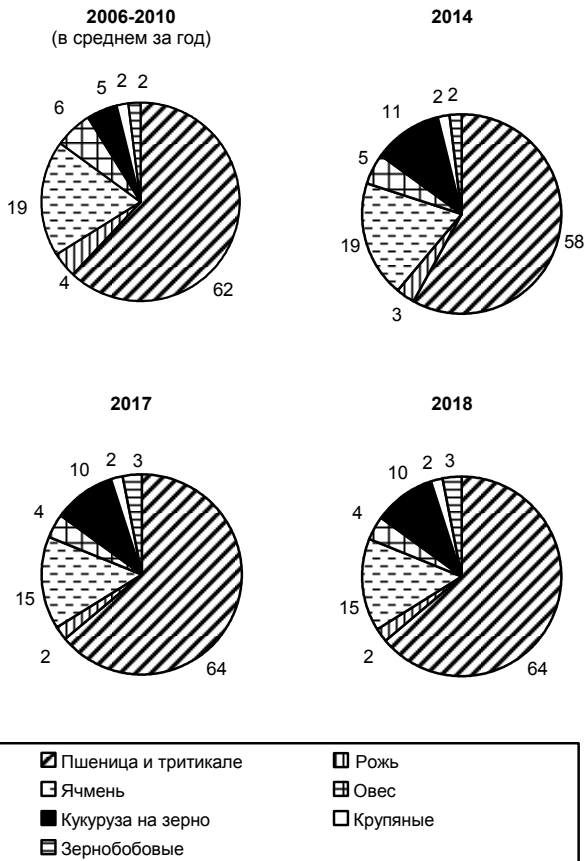 2006-2010
(в среднем за год)
2014
6 5 2 2
19
4
62
11 2 2
5
19
3
58
2017
2018
4 10 2 3
15
2
64
4 10 2 3
15
2
64
Пшеница и тритикале
Рожь
Ячмень
Овес
Кукуруза на зерно
Крупяные
Зернобобовые